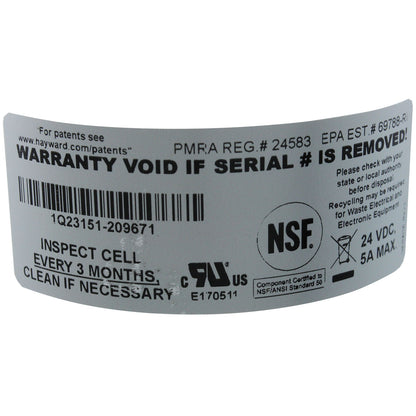 "For patents see
www.hayward.com/patents"
PMRA REG.# 24583 EPA EST.# 69788-RI
WARRANTY VOID IF SERIAL # IS REMOVED!
1Q23151-209671
INSPECT CELL
EVERY 3 MONTHS,
CLEAN IF NECESSARY
c RU US
E170511
NSF.
Component Certified to
NSF/ANSI Standard 50
Please check with your
state or local authority
before disposal.
Recycling may be required
for Waste Electrical and
Electronic Equipment
24 VDC,
5A MAX.